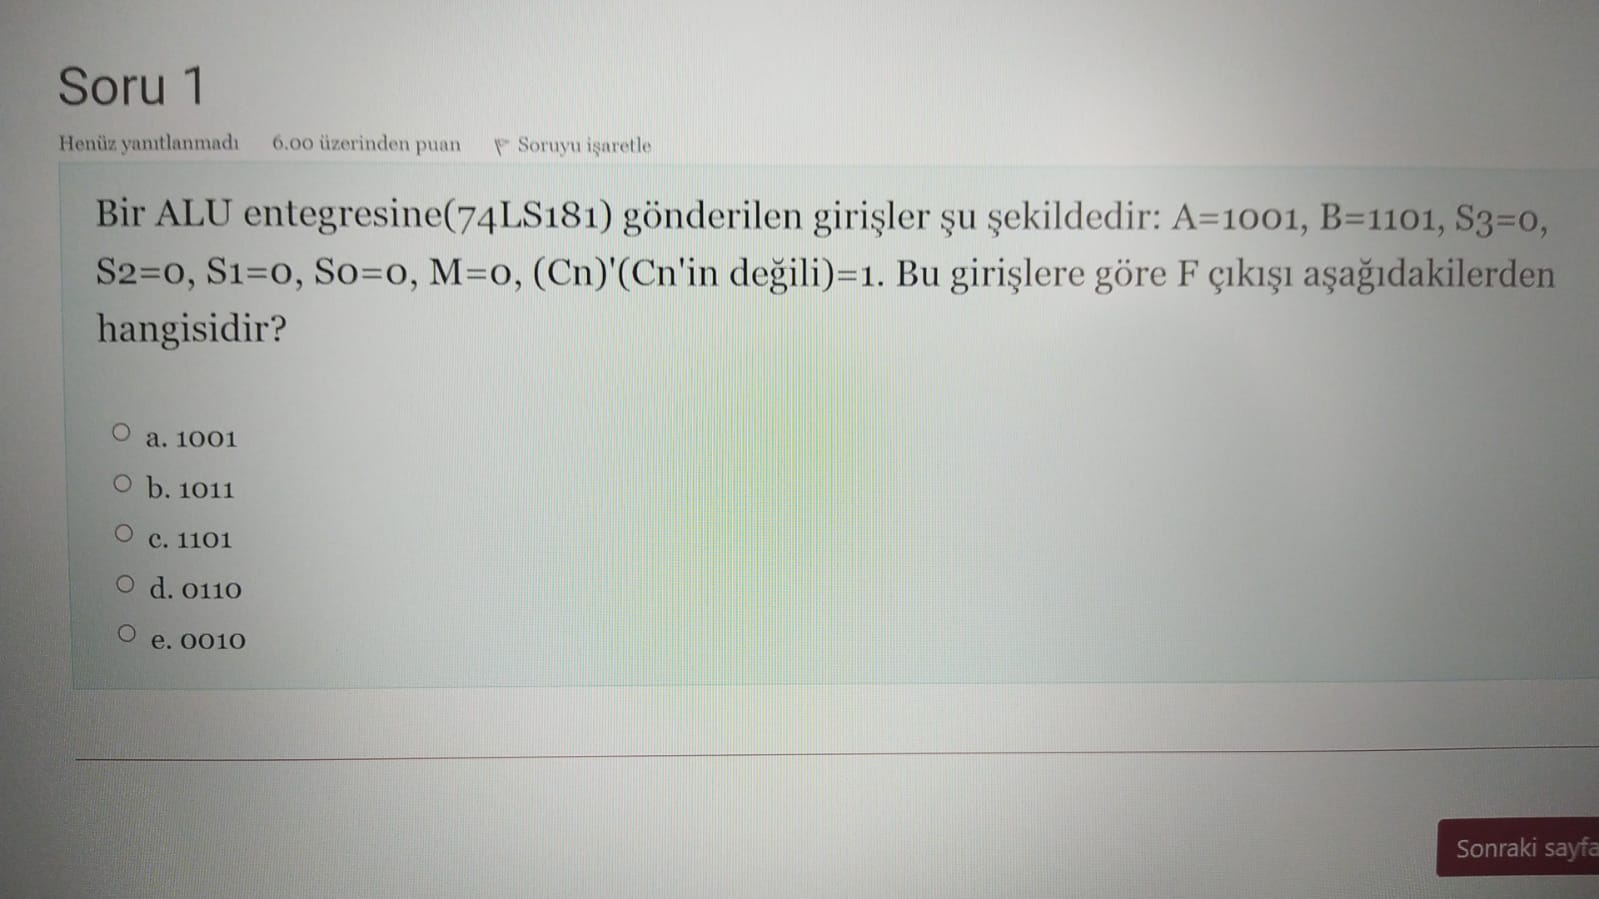 Soru 1
Henüz yanıtlanmadı 6.00 üzerinden puan Soruyu işaretle
Bir ALU entegresine(74LS181) gönderilen girişler şu şekildedir: A=1001, B=1101, S3=0,
S2=0, S1=0, S0=0, M=0, (Cn)'(Cn'in değili)=1. Bu girişlere göre F çıkışı aşağıdakilerden
hangisidir?
a. 1001
b. 1011
c. 1101
d. 0110
e. 0010
Sonraki sayfa